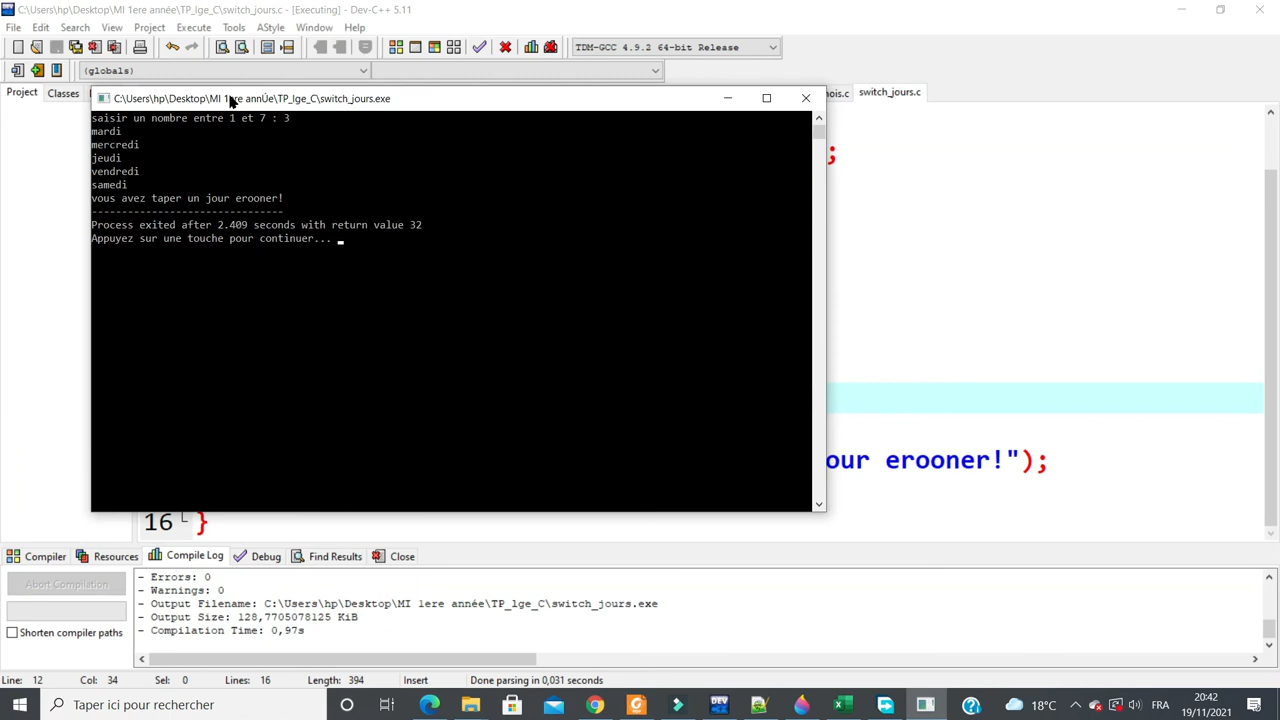 C:\Users\hp\Desktop\MI 1ere année\TP_lge_C\switch_jours.c - [Executing] - Dev-C++ 5.11
File Edit Search View Project Execute Tools AStyle Window Help
TDM-GCC 4.9.2 64-bit Release
(globals)
Project Classes ois.c switch_jours.c
C:\Users\hp\Desktop\MI 1ere annÚe\TP_lge_C\switch_jours.exe
saisir un nombre entre 1 et 7 : 3
mardi
mercredi
jeudi
vendredi
samedi
vous avez taper un jour erooner!
--------------------------------
Process exited after 2.409 seconds with return value 32
Appuyez sur une touche pour continuer...
;
our erooner!");
16 }
Compiler Resources Compile Log Debug Find Results Close
Abort Compilation
Shorten compiler paths
- Errors: 0
- Warnings: 0
- Output Filename: C:\Users\hp\Desktop\MI 1ere année\TP_lge_C\switch_jours.exe
- Output Size: 128,7705078125 KiB
- Compilation Time: 0,97s
Line: 12 Col: 34 Sel: 0 Lines: 16 Length: 394 Insert Done parsing in 0,031 seconds
Taper ici pour rechercher
DEV
18°C
FRA
20:42
19/11/2021